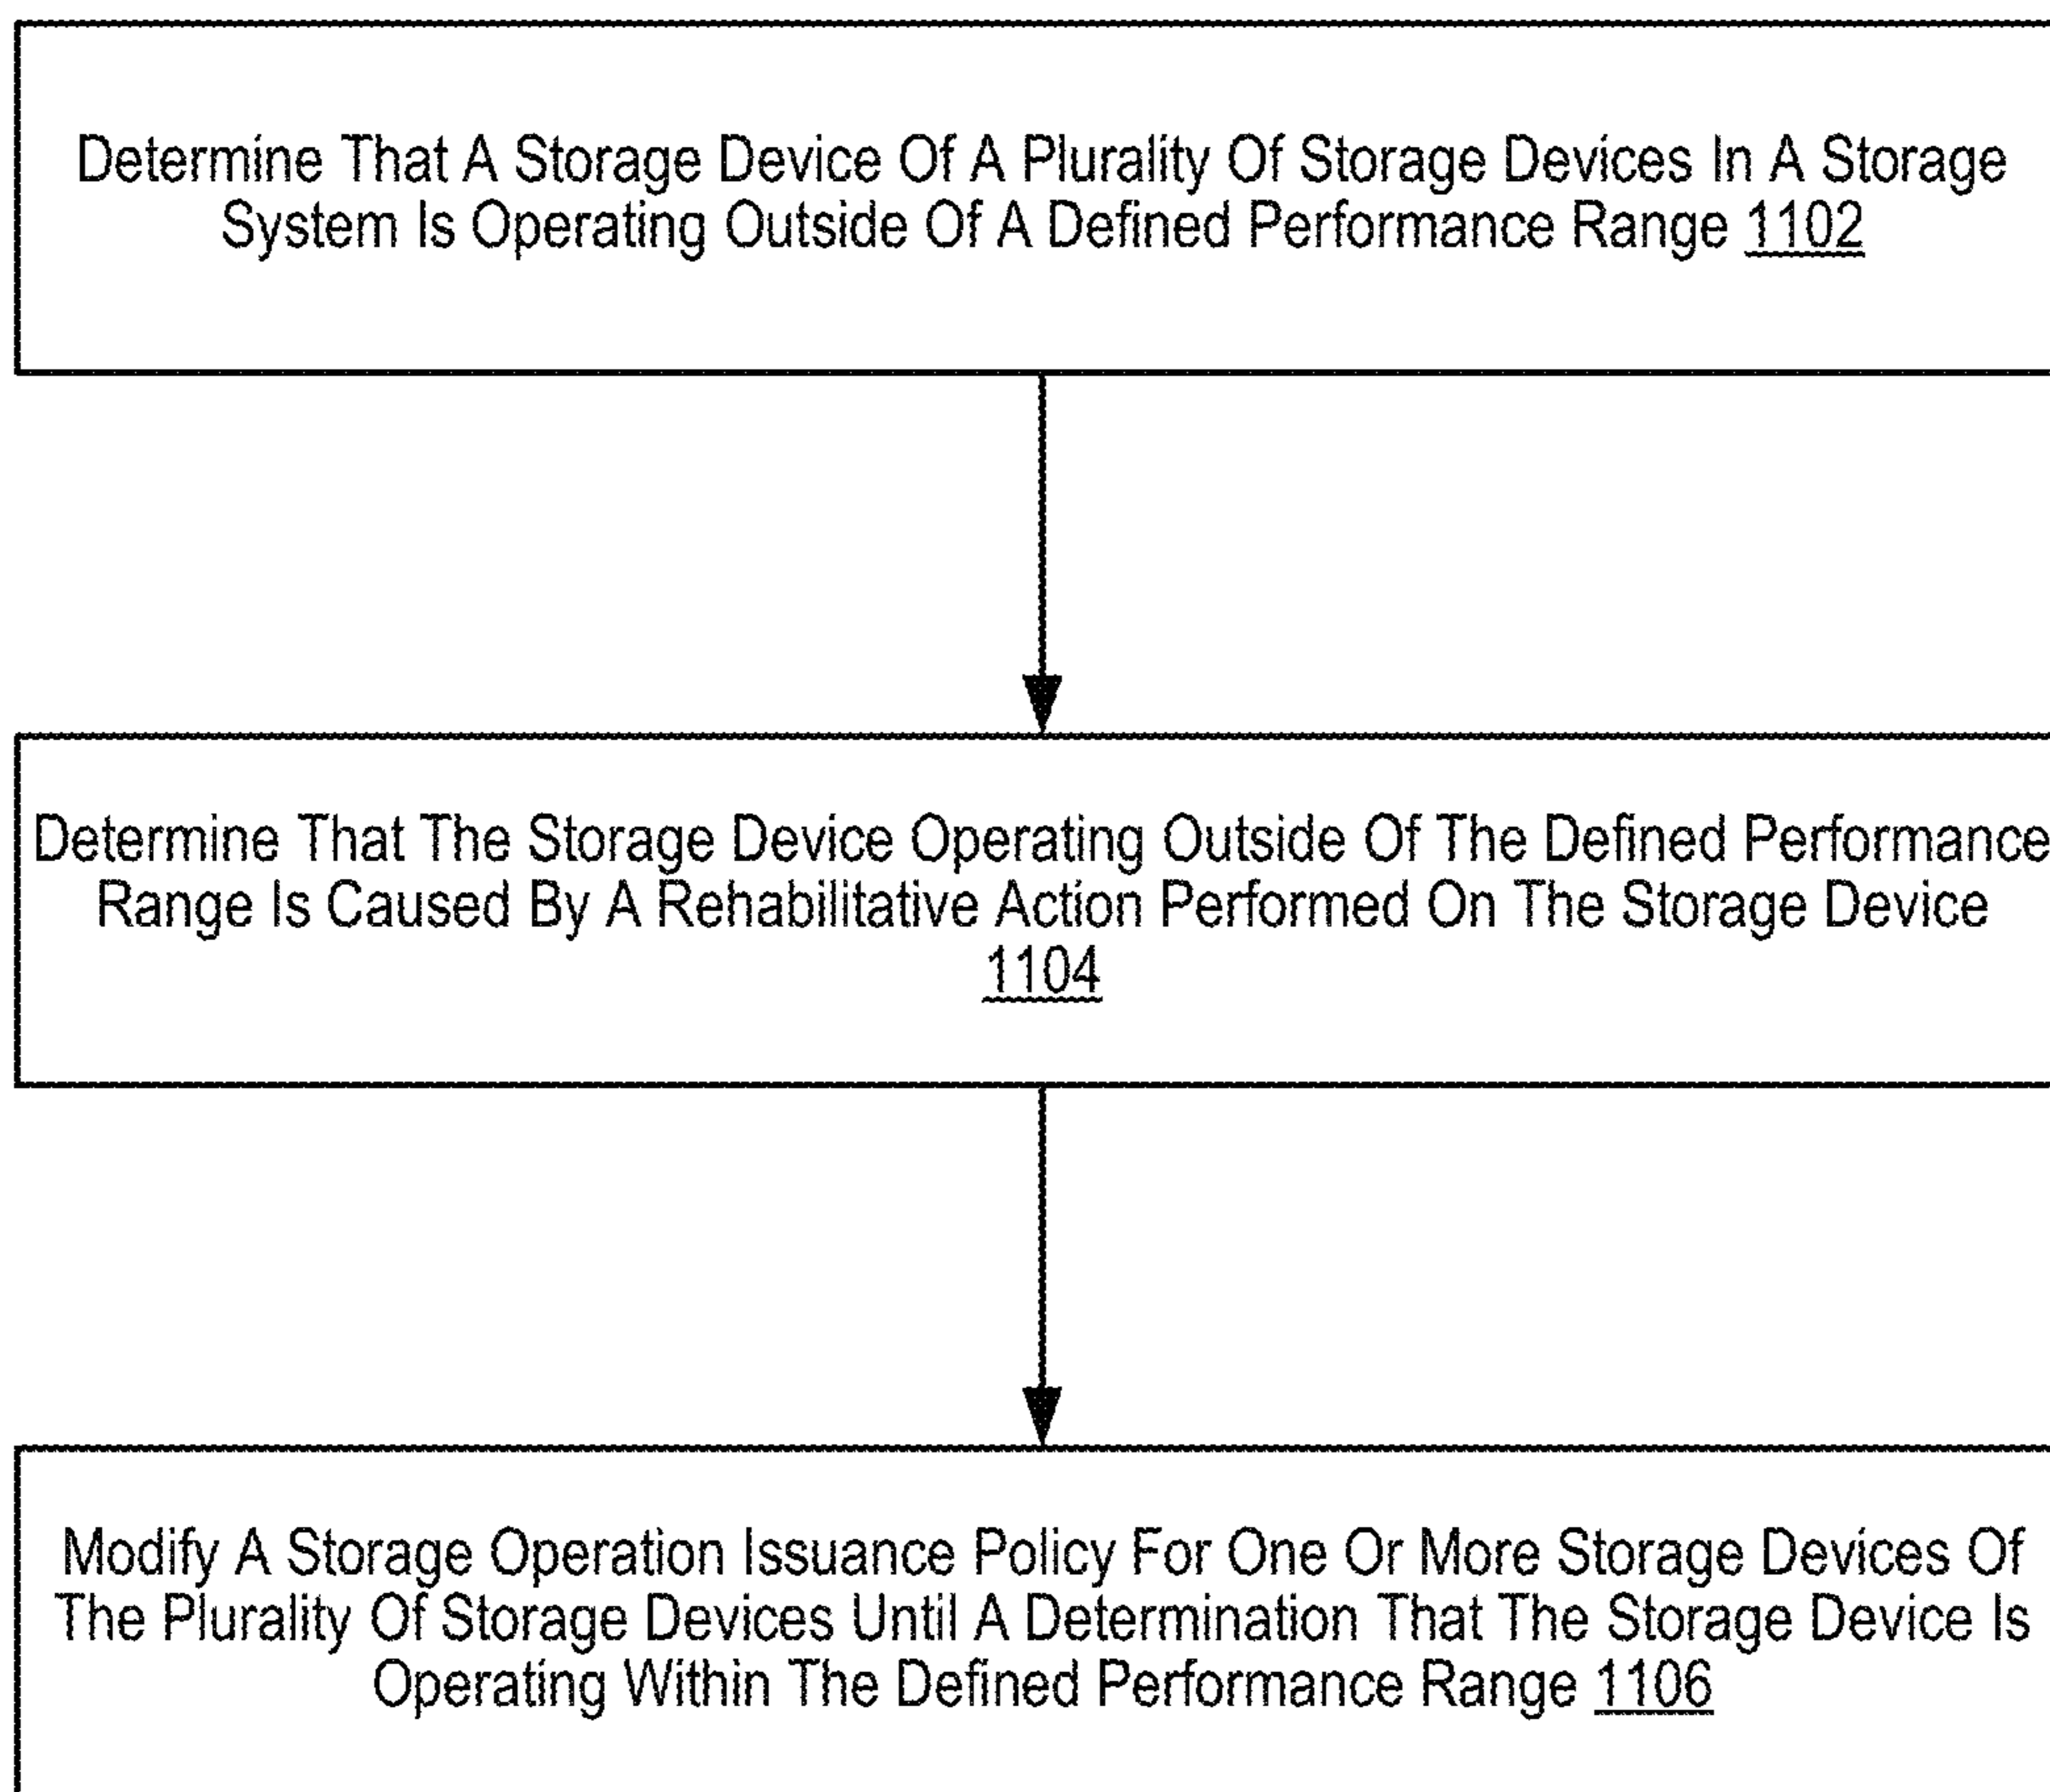 Determine That A Storage Device Of A Plurality Of Storage Devices In A Storage
System Is Operating Outside Of A Defined Performance Range 1102
Determine That The Storage Device Operating Outside Of The Defined Performance
Range Is Caused By A Rehabilitative Action Performed On The Storage Device
1104
Modify A Storage Operation Issuance Policy For One Or More Storage Devices Of
The Plurality Of Storage Devices Until A Determination That The Storage Device Is
Operating Within The Defined Performance Range 1106